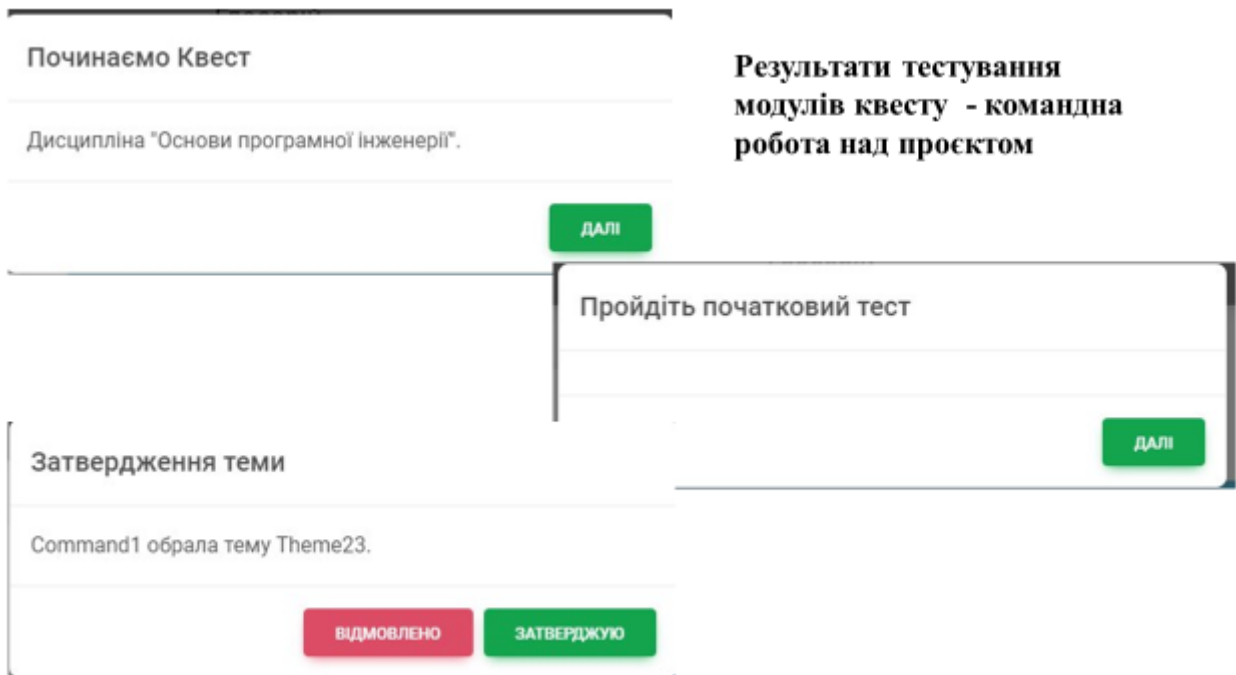 Починаємо Квест
Дисципліна "Основи програмної інженерії".
ДАЛІ
Результати тестування
модулів квесту - командна
робота над проєктом
Пройдіть початковий тест
ДАЛІ
Затвердження теми
Command1 обрала тему Theme23.
ВІДМОВЛЕНО
ЗАТВЕРДЖУЮ